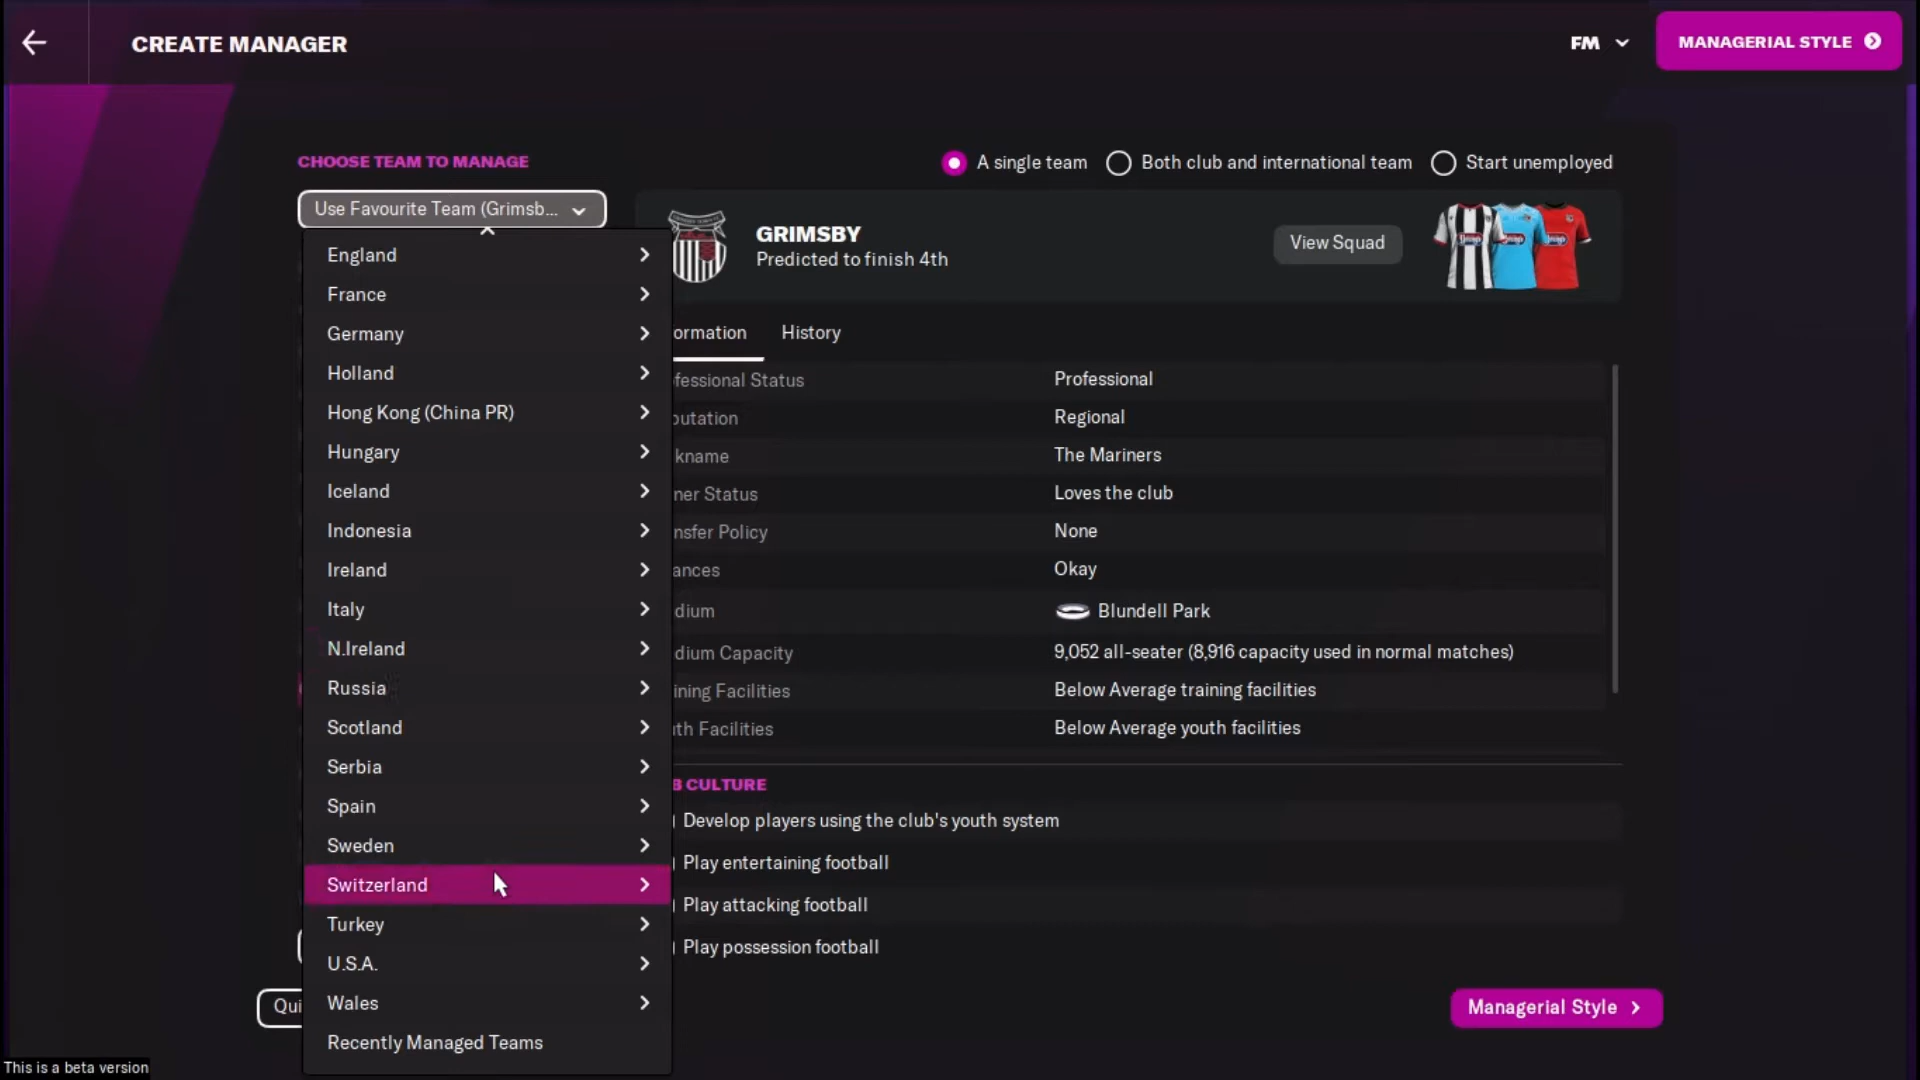 CREATE MANAGER
FM
MANAGERIAL STYLE
CHOOSE TEAM TO MANAGE
A single team
Both club and international team
Start unemployed
Use Favourite Team (Grimsb...
GRIMSBY
Predicted to finish 4th
View Squad
England
France
Germany
Holland
Hong Kong (China PR)
Hungary
Iceland
Indonesia
Ireland
Italy
N.Ireland
Russia
Scotland
Serbia
Spain
Sweden
Switzerland
Turkey
U.S.A.
Wales
Recently Managed Teams
ormation
History
fessional Status
Professional
putation
Regional
kname
The Mariners
ner Status
Loves the club
nsfer Policy
None
ances
Okay
dium
Blundell Park
dium Capacity
9,052 all-seater (8,916 capacity used in normal matches)
ining Facilities
Below Average training facilities
th Facilities
Below Average youth facilities
B CULTURE
Develop players using the club's youth system
Play entertaining football
Play attacking football
Play possession football
Qui
Managerial Style
This is a beta version